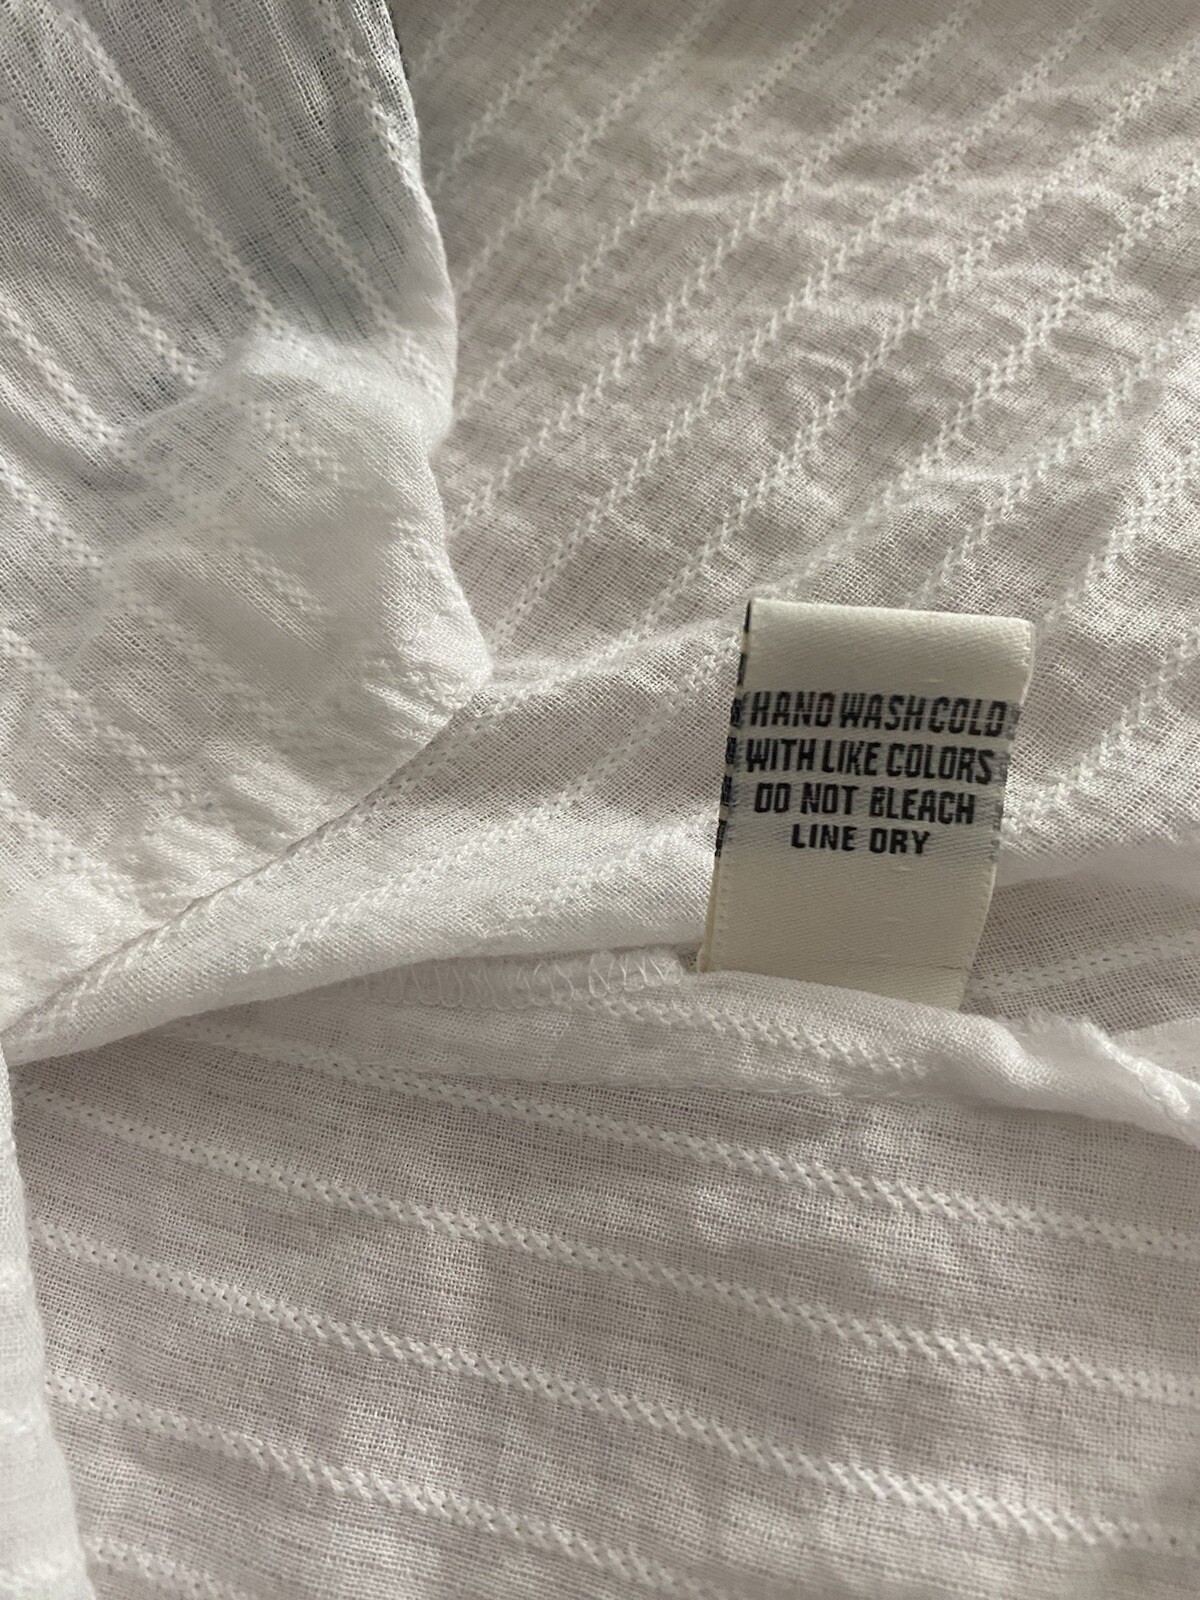 HAND WASH COLD
WITH LIKE COLORS
DO NOT BLEACH
LINE DRY